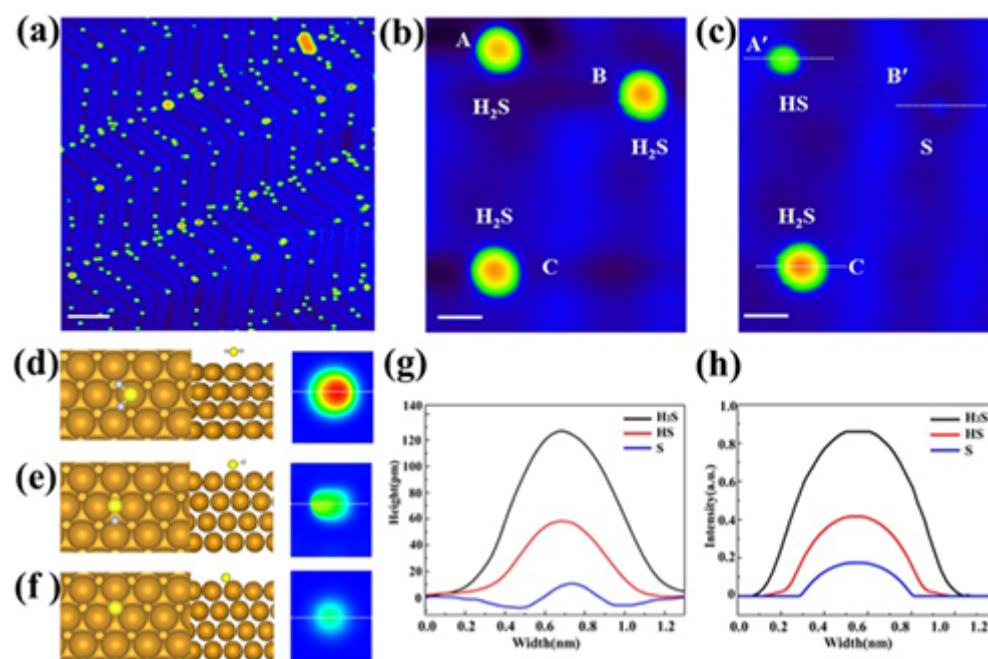 (a)
(b)
A
B
H₂S
H₂S
H₂S
C
(c)
A′
HS
B′
S
H₂S
C
(d)
(e)
(f)
(g)
140
120
100
80
60
40
20
0
Height(pm)
H₂S
HS
S
0.0 0.2 0.4 0.6 0.8 1.0 1.2
Width(nm)
(h)
1.0
0.8
0.6
0.4
0.2
0.0
Intensity(a.u.)
H₂S
HS
S
0.0 0.2 0.4 0.6 0.8 1.0 1.2
Width(nm)